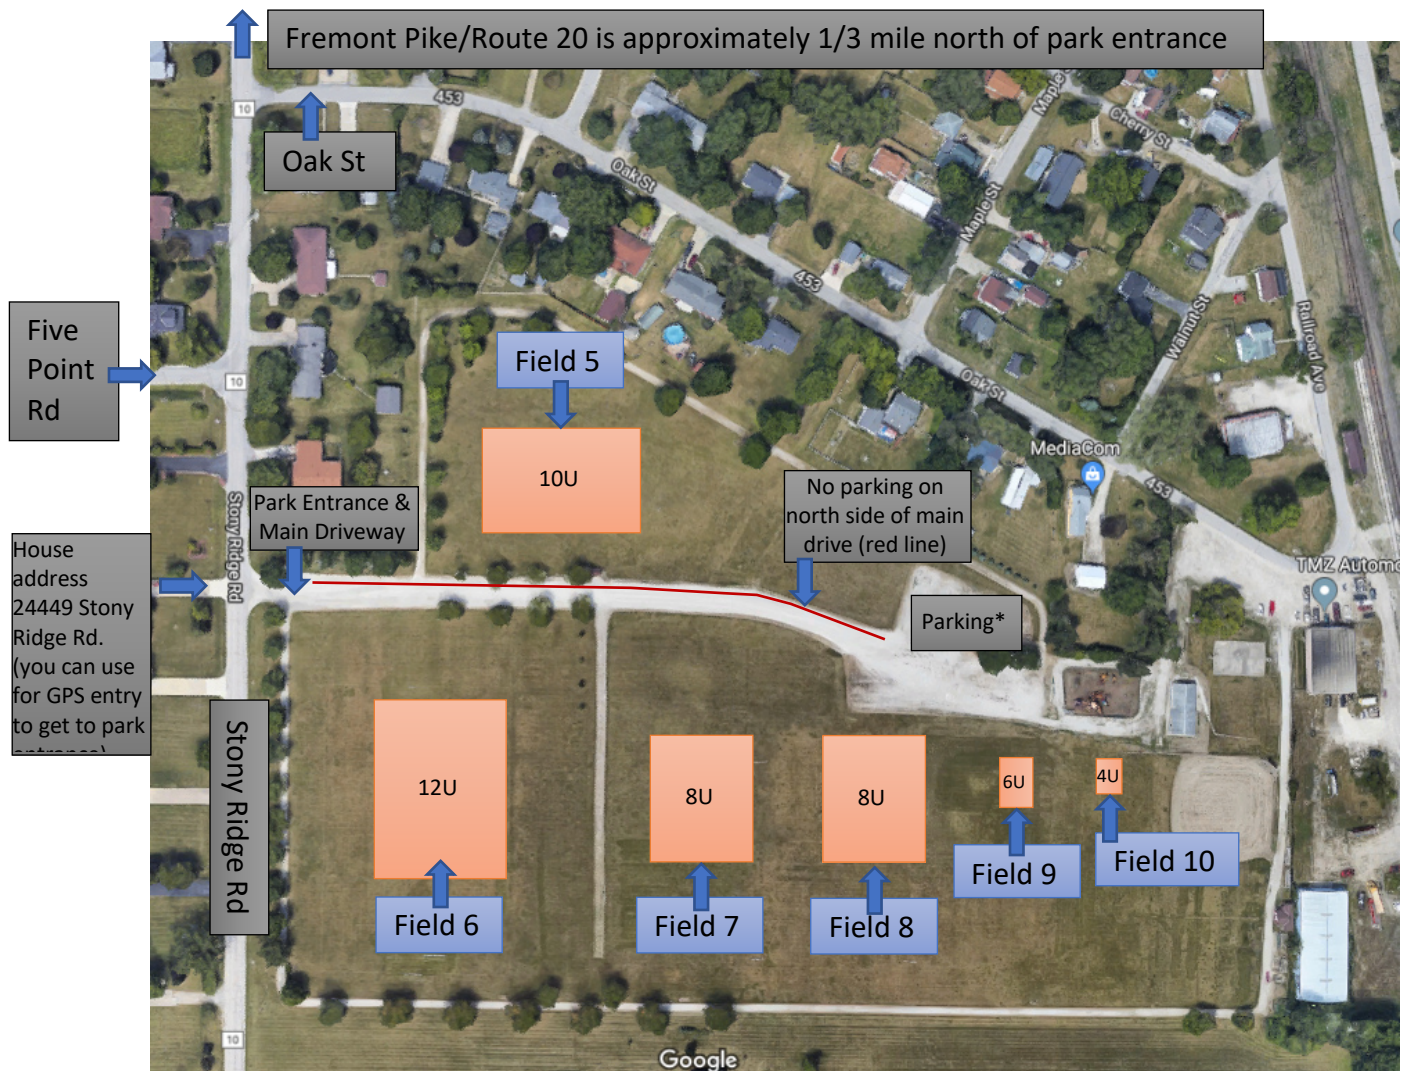 Fremont Pike/Route 20 is approximately 1/3 mile north of park entrance
10
453
Oak St
Oak St
Maple St
Cherry St
Maple St
453
Walnut St
Railroad Ave
Five
Point
Rd
10
Field 5
Oak St
10U
MediaCom
453
Park Entrance &
Main Driveway
No parking on
north side of main
drive (red line)
Stony Ridge Rd
House
address
24449 Stony
Ridge Rd.
(you can use
for GPS entry
to get to park
entrance)
TMZ Automo
Parking*
Stony Ridge Rd
12U
8U
8U
6U
4U
Field 6
Field 7
Field 8
Field 9
Field 10
10
Google